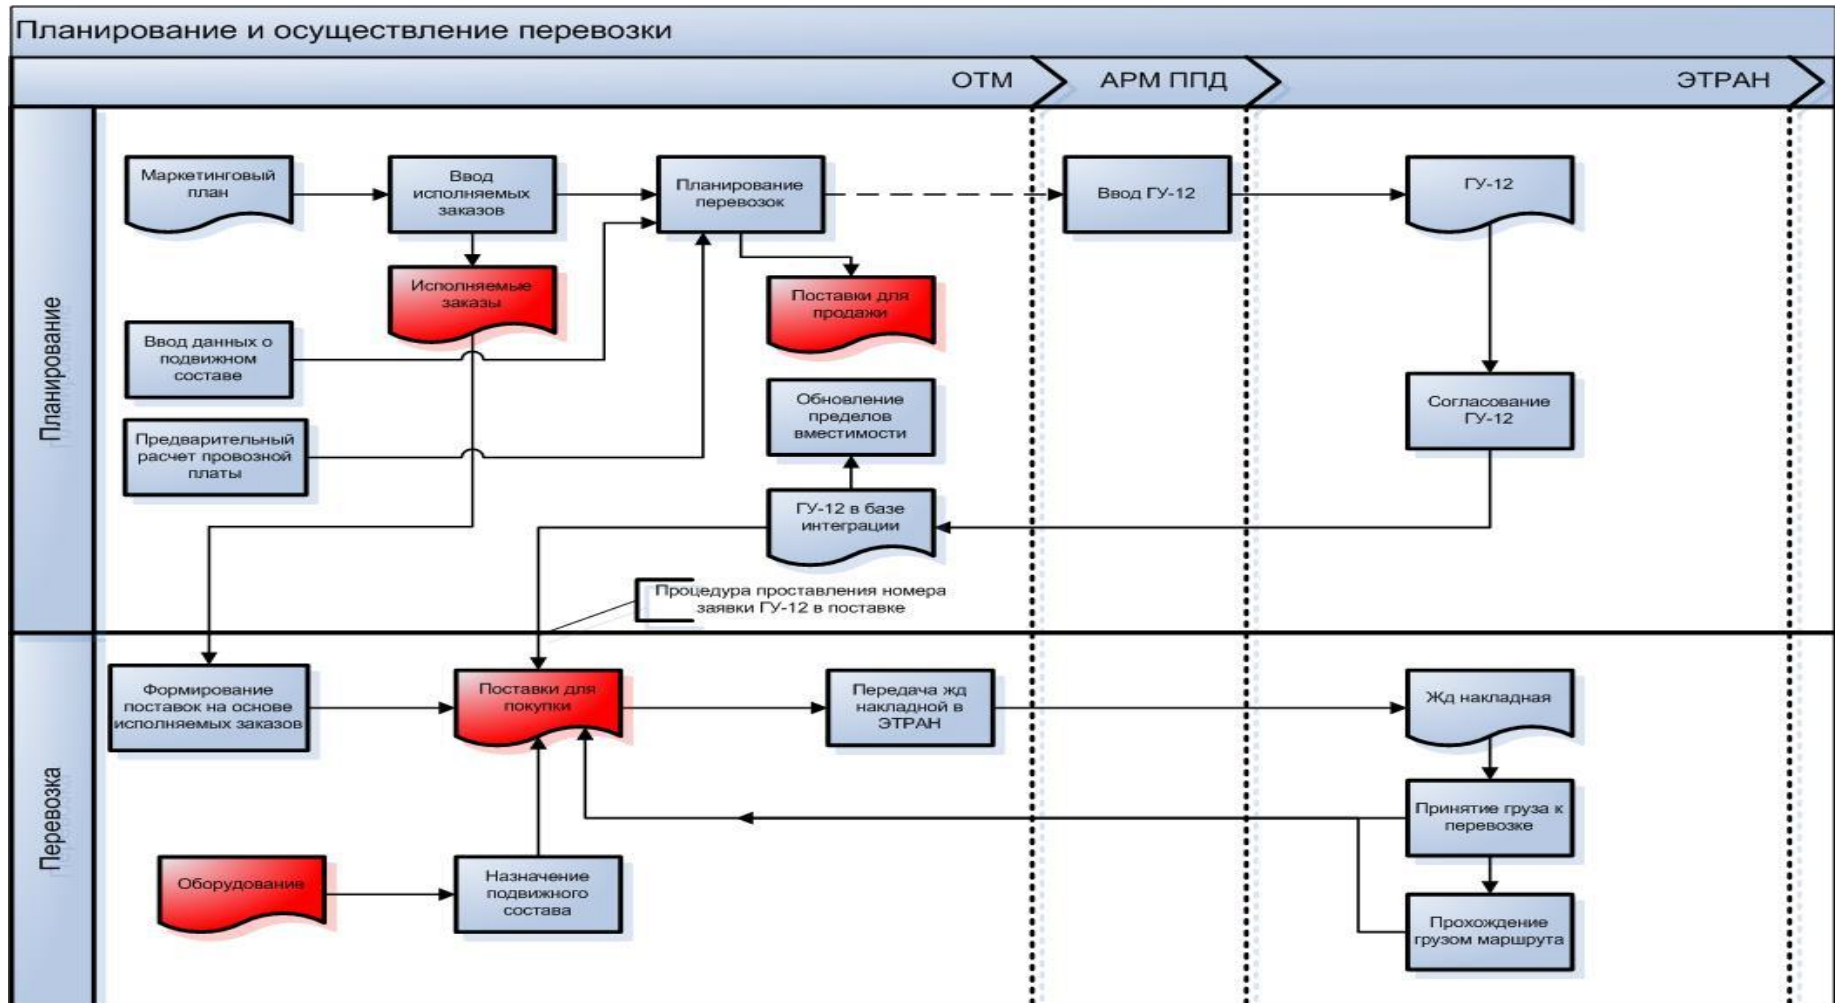 Планирование и осуществление перевозки
ОТМ
АРМ ППД
ЭТРАН
Планирование
Маркетинговый
план
Ввод
исполняемых
заказов
Планирование
перевозок
Ввод ГУ-12
ГУ-12
Исполняемые
заказы
Поставки для
продажи
Ввод данных о
подвижном
составе
Обновление
пределов
вместимости
Согласование
ГУ-12
Предварительный
расчет провозной
платы
ГУ-12 в базе
интеграции
Процедура проставления номера
заявки ГУ-12 в поставке
Перевозка
Формирование
поставок на основе
исполняемых заказов
Поставки для
покупки
Передача жд
накладной в
ЭТРАН
Жд накладная
Принятие груза к
перевозке
Оборудование
Назначение
подвижного
состава
Прохождение
грузом маршрута